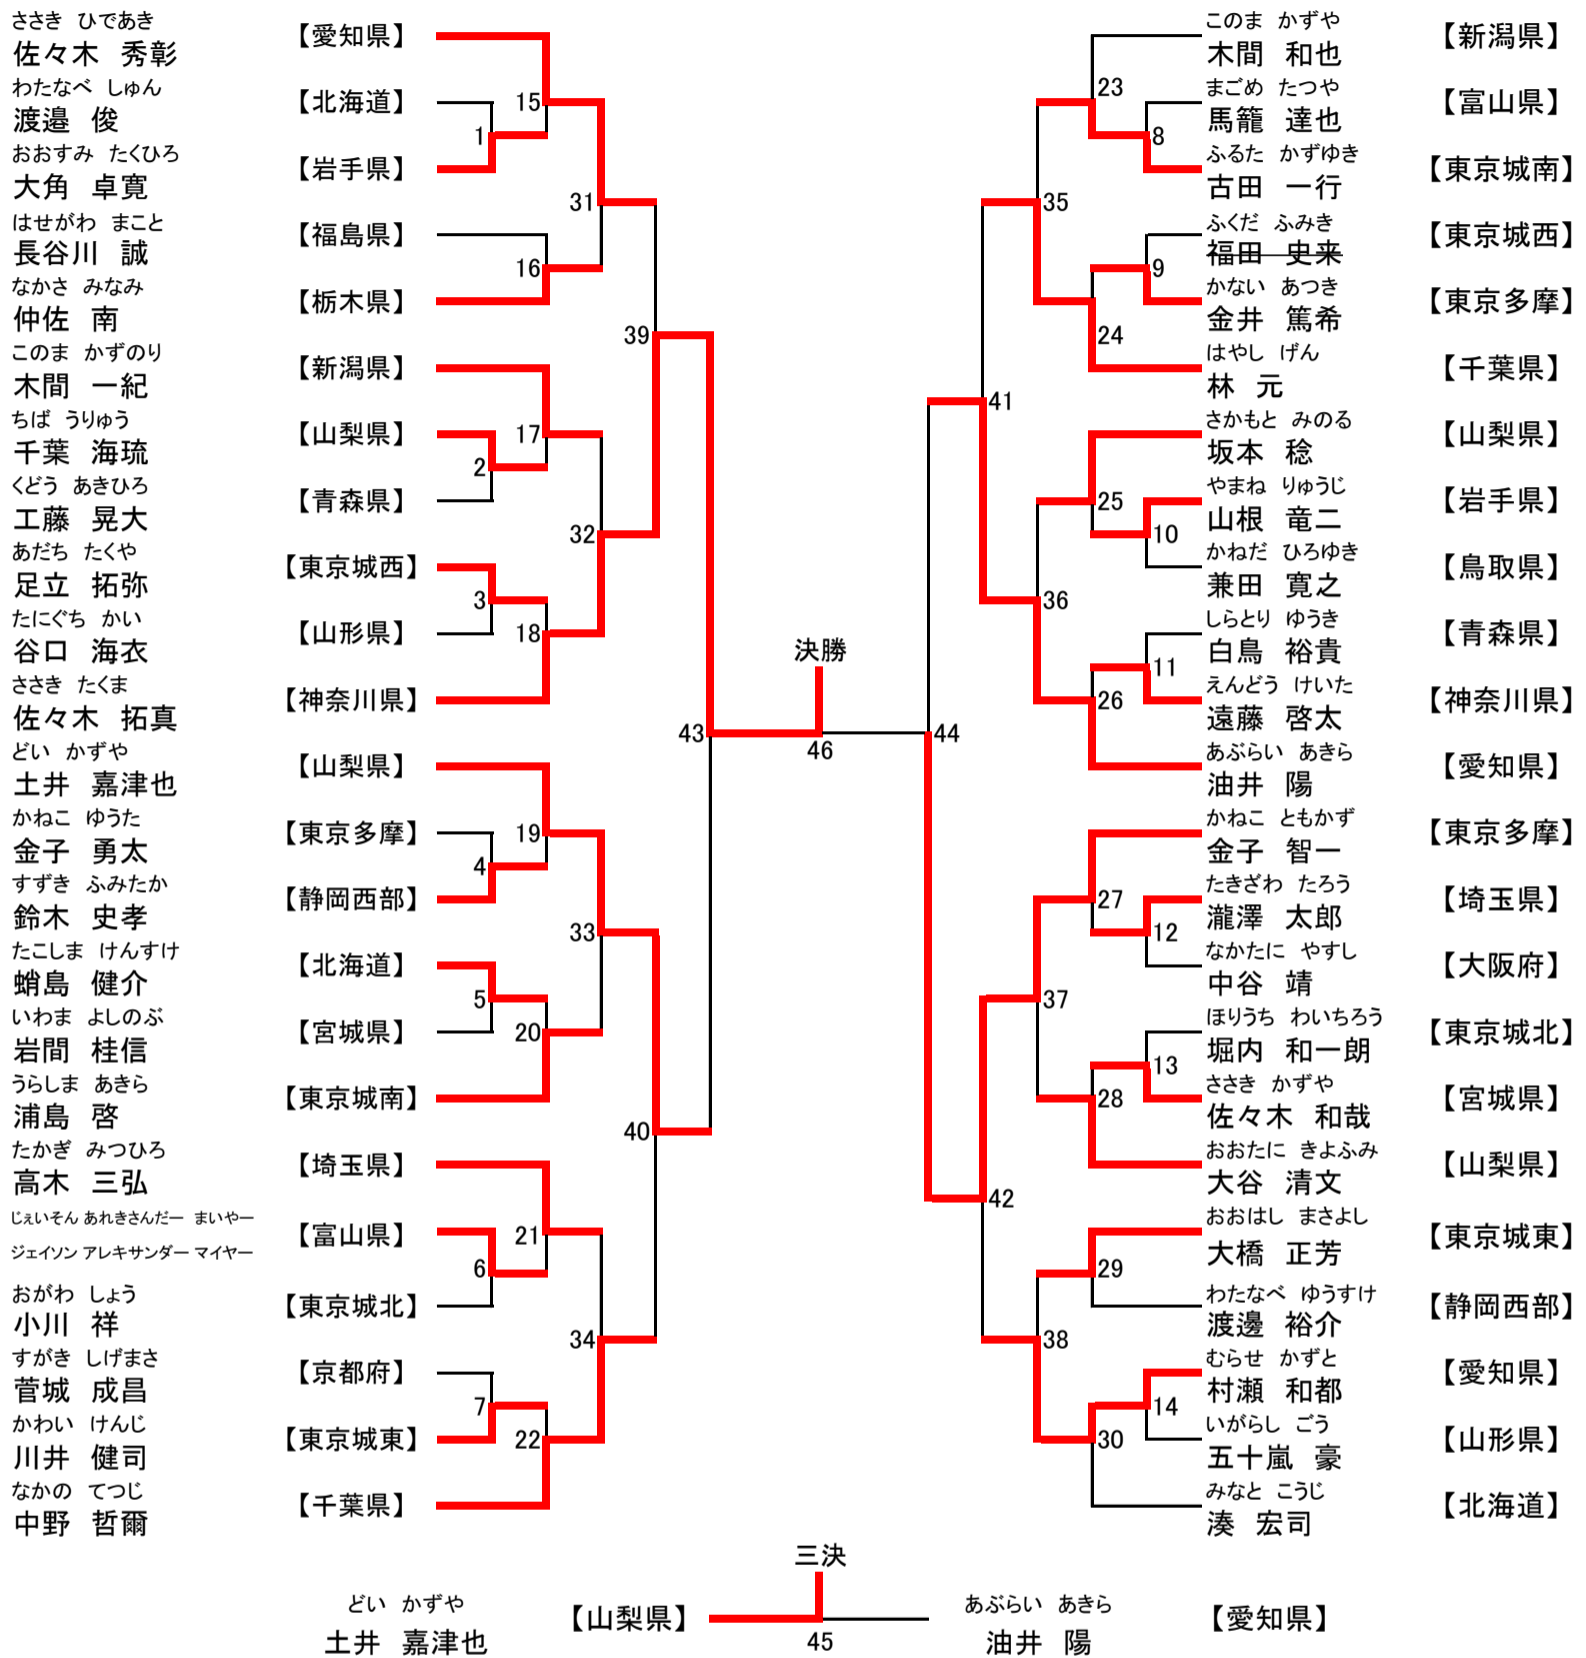 ささき ひであき
佐々木 秀彰
【愛知県】
わたなべ しゅん
渡邉 俊
【北海道】
おおすみ たくひろ
大角 卓寛
【岩手県】
はせがわ まこと
長谷川 誠
【福島県】
なかさ みなみ
仲佐 南
【栃木県】
このま かずのり
木間 一紀
【新潟県】
ちば うりゅう
千葉 海琉
【山梨県】
くどう あきひろ
工藤 晃大
【青森県】
あだち たくや
足立 拓弥
【東京城西】
たにぐち かい
谷口 海衣
【山形県】
ささき たくま
佐々木 拓真
【神奈川県】
どい かずや
土井 嘉津也
【山梨県】
かねこ ゆうた
金子 勇太
【東京多摩】
すずき ふみたか
鈴木 史孝
【静岡西部】
たこしま けんすけ
蛸島 健介
【北海道】
いわま よしのぶ
岩間 桂信
【宮城県】
うらしま あきら
浦島 啓
【東京城南】
たかぎ みつひろ
高木 三弘
【埼玉県】
じぇいそん あれきさんだー まいやー
ジェイソン アレキサンダー マイヤー
【富山県】
おがわ しょう
小川 祥
【東京城北】
すがき しげまさ
菅城 成昌
【京都府】
かわい けんじ
川井 健司
【東京城東】
なかの てつじ
中野 哲爾
【千葉県】
1
2
3
4
5
6
7
15
16
17
18
19
20
21
22
31
32
33
34
39
40
43
決勝
46
44
41
42
35
36
37
38
23
24
25
26
27
28
29
30
8
9
10
11
12
13
14
このま かずや
木間 和也
【新潟県】
まごめ たつや
馬籠 達也
【富山県】
ふるた かずゆき
古田 一行
【東京城南】
ふくだ ふみき
福田 史来
【東京城西】
かない あつき
金井 篤希
【東京多摩】
はやし げん
林 元
【千葉県】
さかもと みのる
坂本 稔
【山梨県】
やまね りゅうじ
山根 竜二
【岩手県】
かねだ ひろゆき
兼田 寛之
【鳥取県】
しらとり ゆうき
白鳥 裕貴
【青森県】
えんどう けいた
遠藤 啓太
【神奈川県】
あぶらい あきら
油井 陽
【愛知県】
かねこ ともかず
金子 智一
【東京多摩】
たきざわ たろう
瀧澤 太郎
【埼玉県】
なかたに やすし
中谷 靖
【大阪府】
ほりうち わいちろう
堀内 和一朗
【東京城北】
ささき かずや
佐々木 和哉
【宮城県】
おおたに きよふみ
大谷 清文
【山梨県】
おおはし まさよし
大橋 正芳
【東京城東】
わたなべ ゆうすけ
渡邊 裕介
【静岡西部】
むらせ かずと
村瀬 和都
【愛知県】
いがらし ごう
五十嵐 豪
【山形県】
みなと こうじ
湊 宏司
【北海道】
三決
どい かずや
土井 嘉津也
【山梨県】
45
あぶらい あきら
油井 陽
【愛知県】